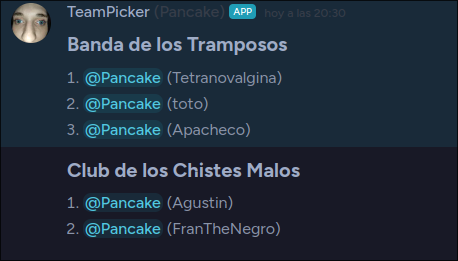 TeamPicker (Pancake) APP hoy a las 20:30
Banda de los Tramposos
1. @Pancake (Tetranovalgina)
2. @Pancake (toto)
3. @Pancake (Apacheco)
Club de los Chistes Malos
1. @Pancake (Agustin)
2. @Pancake (FranTheNegro)